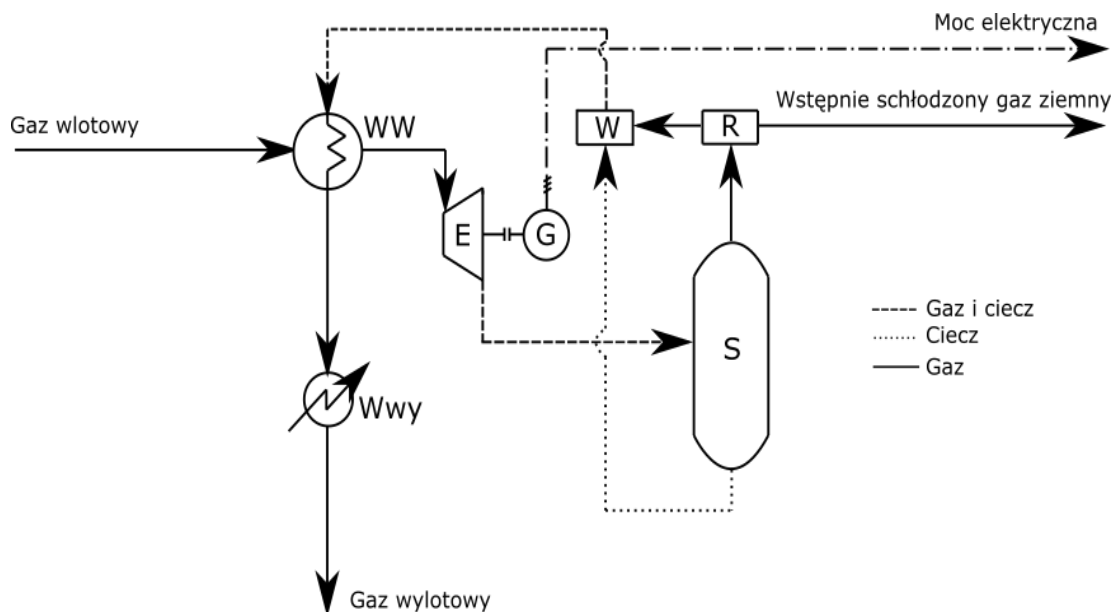 Moc elektryczna
Wstępnie schłodzony gaz ziemny
Gaz wlotowy
WW
W
R
E
G
S
Gaz i ciecz
Ciecz
Gaz
Wwy
Gaz wylotowy